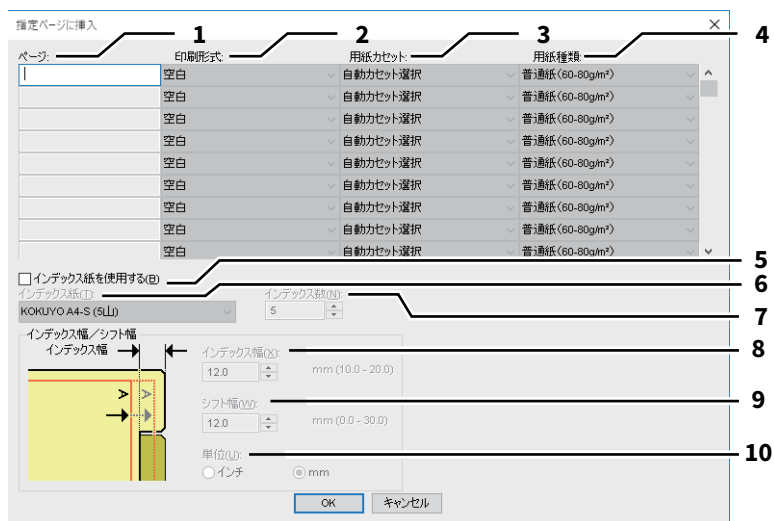 指定ページに挿入
1 2 3 4
ページ: 印刷形式: 用紙カセット: 用紙種類:
空白 自動カセット選択 普通紙(60-80g/m²)
空白 自動カセット選択 普通紙(60-80g/m²)
空白 自動カセット選択 普通紙(60-80g/m²)
空白 自動カセット選択 普通紙(60-80g/m²)
空白 自動カセット選択 普通紙(60-80g/m²)
空白 自動カセット選択 普通紙(60-80g/m²)
空白 自動カセット選択 普通紙(60-80g/m²)
空白 自動カセット選択 普通紙(60-80g/m²)
空白 自動カセット選択 普通紙(60-80g/m²)
インデックス紙を使用する(B) 5
インデックス紙(T): インデックス数(N): 6
KOKUYO A4-S (5山) 5 7
インデックス幅/シフト幅
インデックス幅 インデックス幅(X): 8
12.0 mm (10.0 - 20.0)
A A
シフト幅(W): 9
12.0 mm (0.0 - 30.0)
単位(U): 10
インチ mm
OK キャンセル